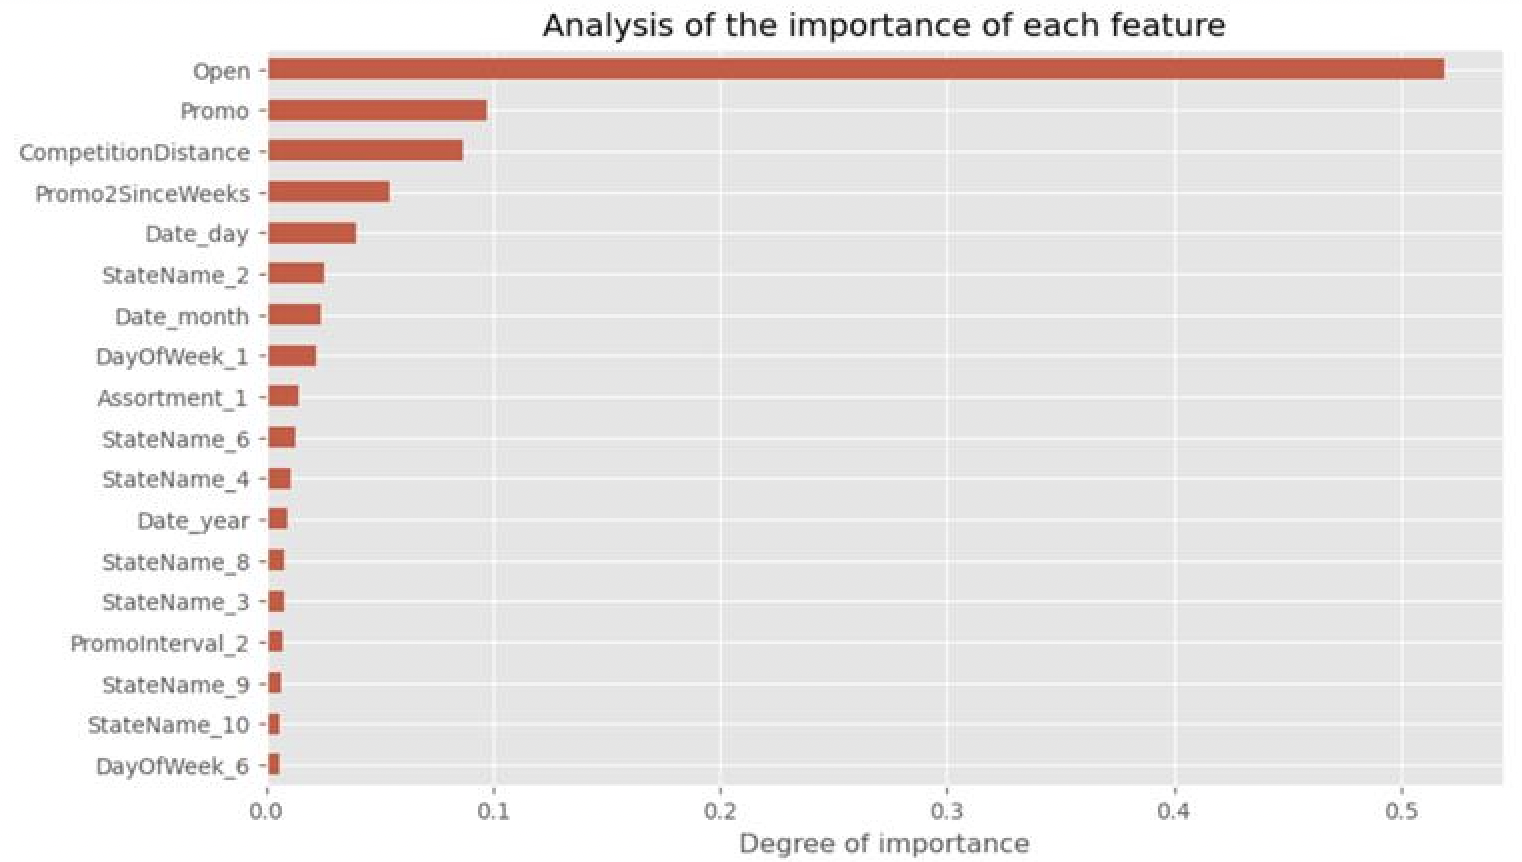 Analysis of the importance of each feature
Open
Promo
CompetitionDistance
Promo2SinceWeeks
Date_day
StateName_2
Date_month
DayOfWeek_1
Assortment_1
StateName_6
StateName_4
Date_year
StateName_8
StateName_3
PromoInterval_2
StateName_9
StateName_10
DayOfWeek_6
0.0 0.1 0.2 0.3 0.4 0.5
Degree of importance